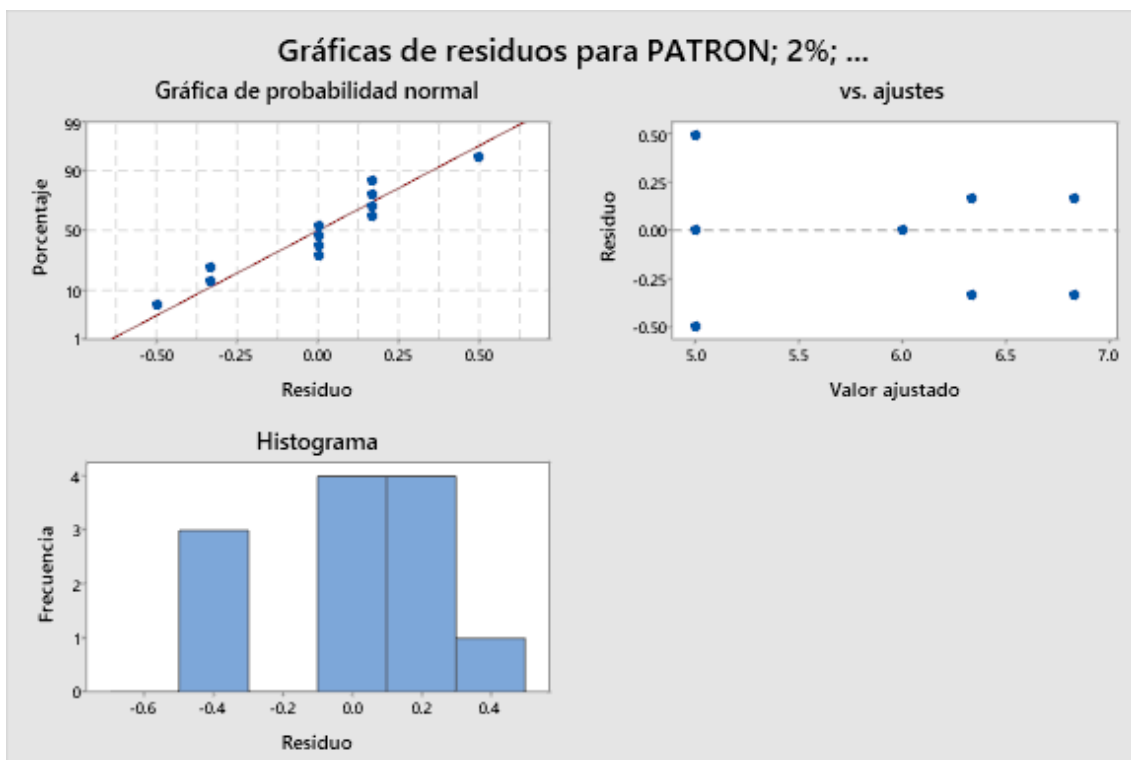 Gráficas de residuos para PATRON; 2%; ...
Gráfica de probabilidad normal
99
90
50
10
1
Porcentaje
-0.50 -0.25 0.00 0.25 0.50
Residuo
vs. ajustes
0.50
0.25
0.00
-0.25
-0.50
Residuo
5.0 5.5 6.0 6.5 7.0
Valor ajustado
Histograma
4
3
2
1
0
Frecuencia
-0.6 -0.4 -0.2 0.0 0.2 0.4
Residuo